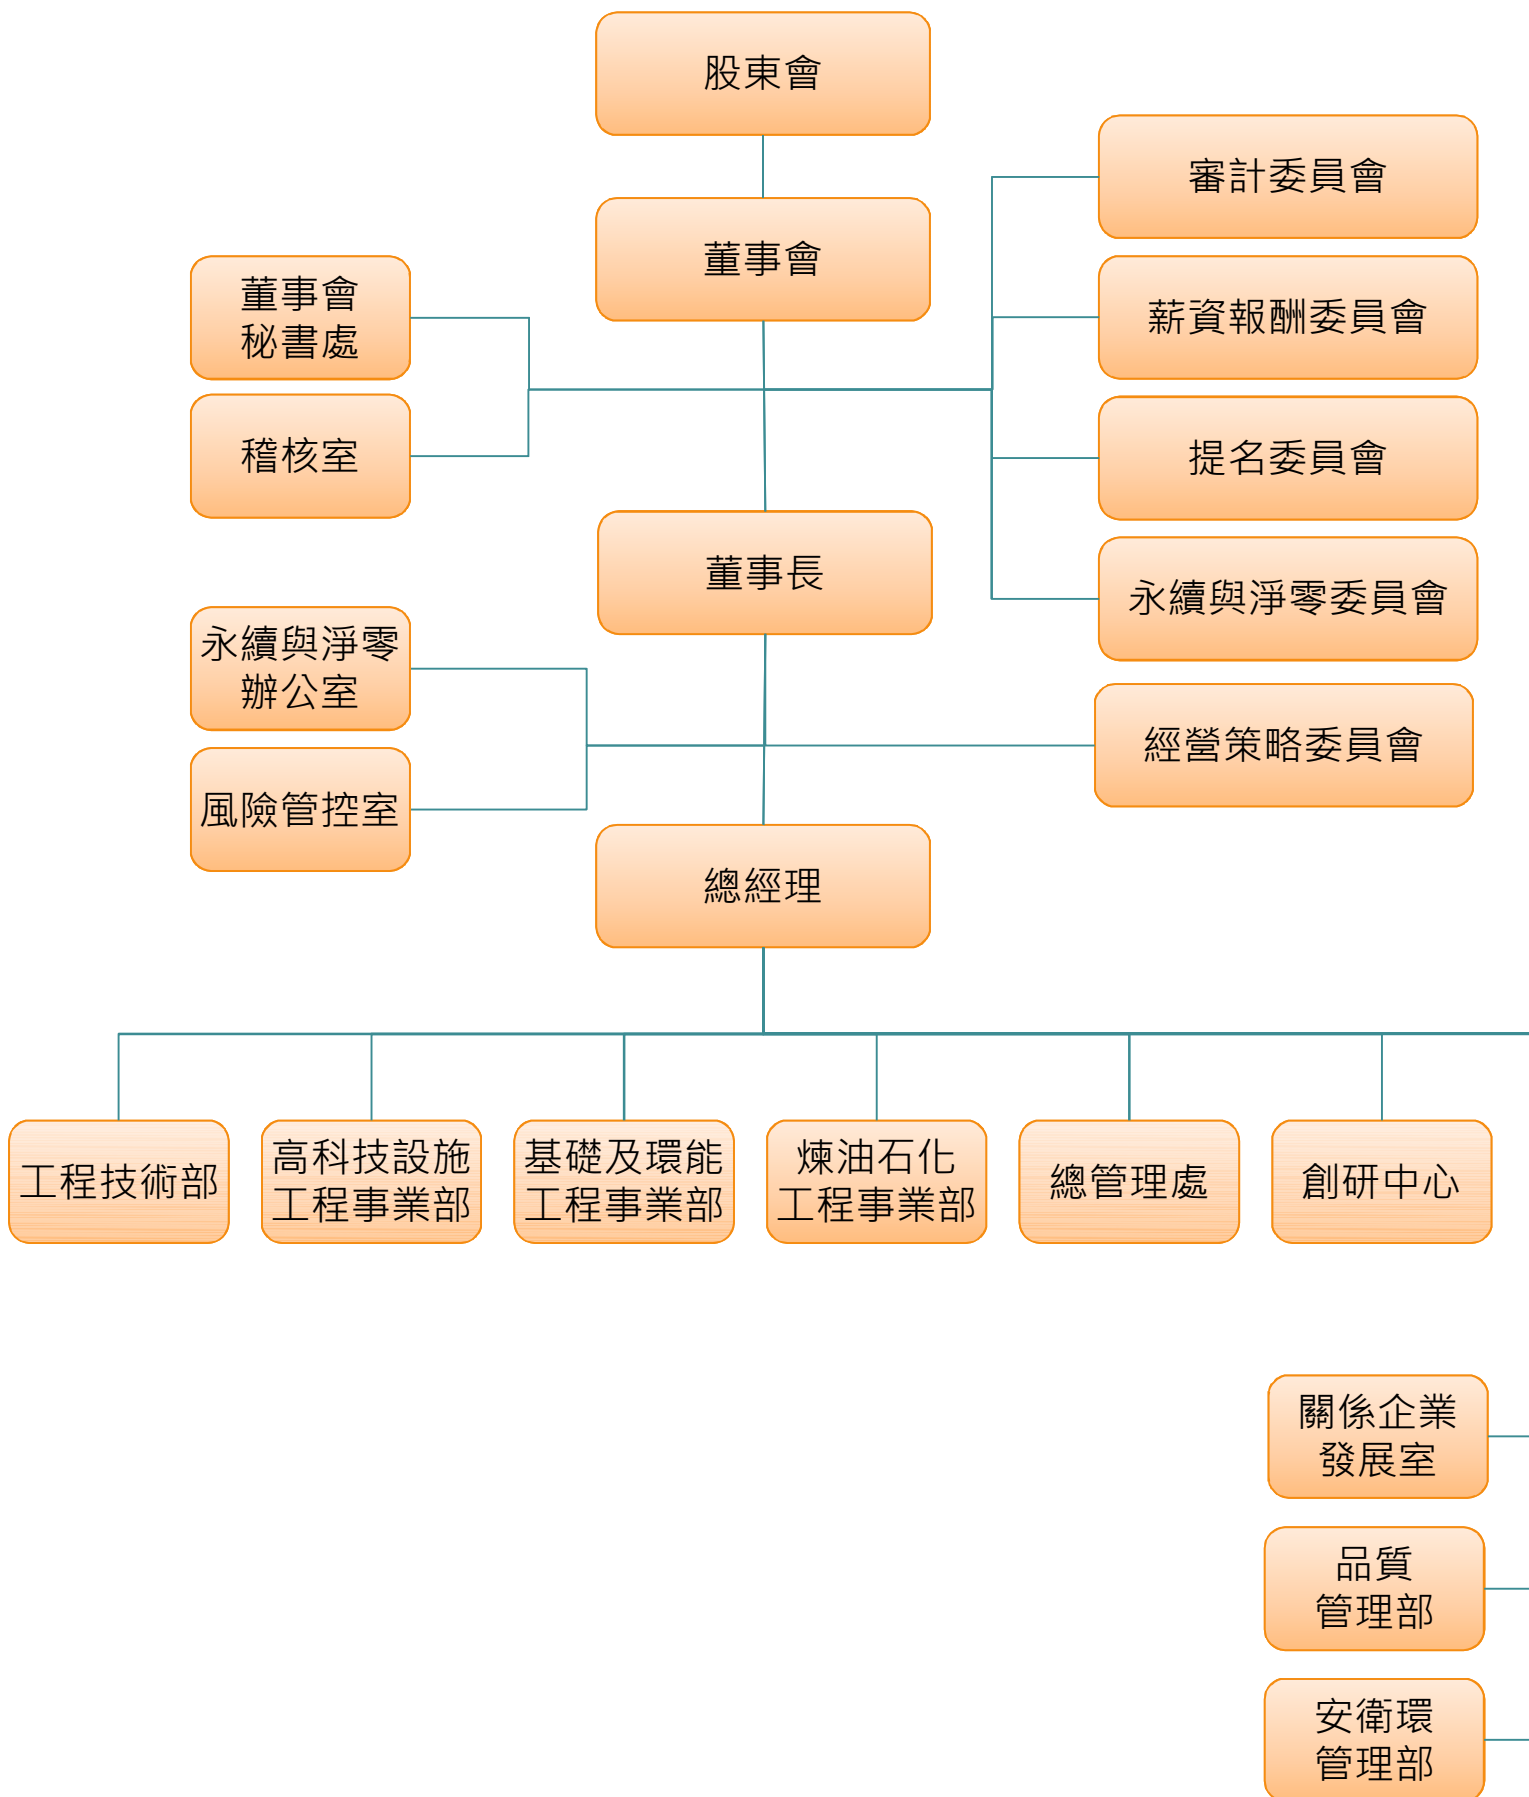 股東會
審計委員會
董事會
董事會
秘書處
薪資報酬委員會
稽核室
提名委員會
董事長
永續與淨零委員會
永續與淨零
辦公室
經營策略委員會
風險管控室
總經理
工程技術部
高科技設施
工程事業部
基礎及環能
工程事業部
煉油石化
工程事業部
總管理處
創研中心
關係企業
發展室
品質
管理部
安衛環
管理部